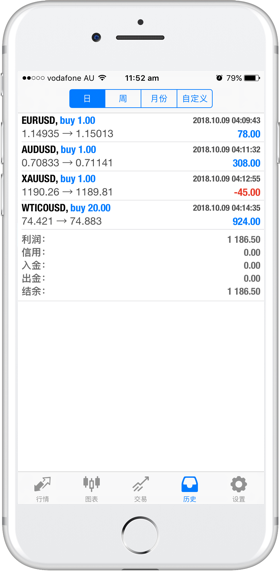 vodafone AU 11:52 am 79%
日 周 月份 自定义
EURUSD, buy 1.00 2018.10.09 04:09:43
1.14935 → 1.15013 78.00
AUDUSD, buy 1.00 2018.10.09 04:11:32
0.70833 → 0.71141 308.00
XAUUSD, buy 1.00 2018.10.09 04:12:55
1190.26 → 1189.81 -45.00
WTICOUSD, buy 20.00 2018.10.09 04:14:35
74.421 → 74.883 924.00
利润: 1 186.50
信用: 0.00
入金: 0.00
出金: 0.00
结余: 1 186.50
行情 图表 交易 历史 设置